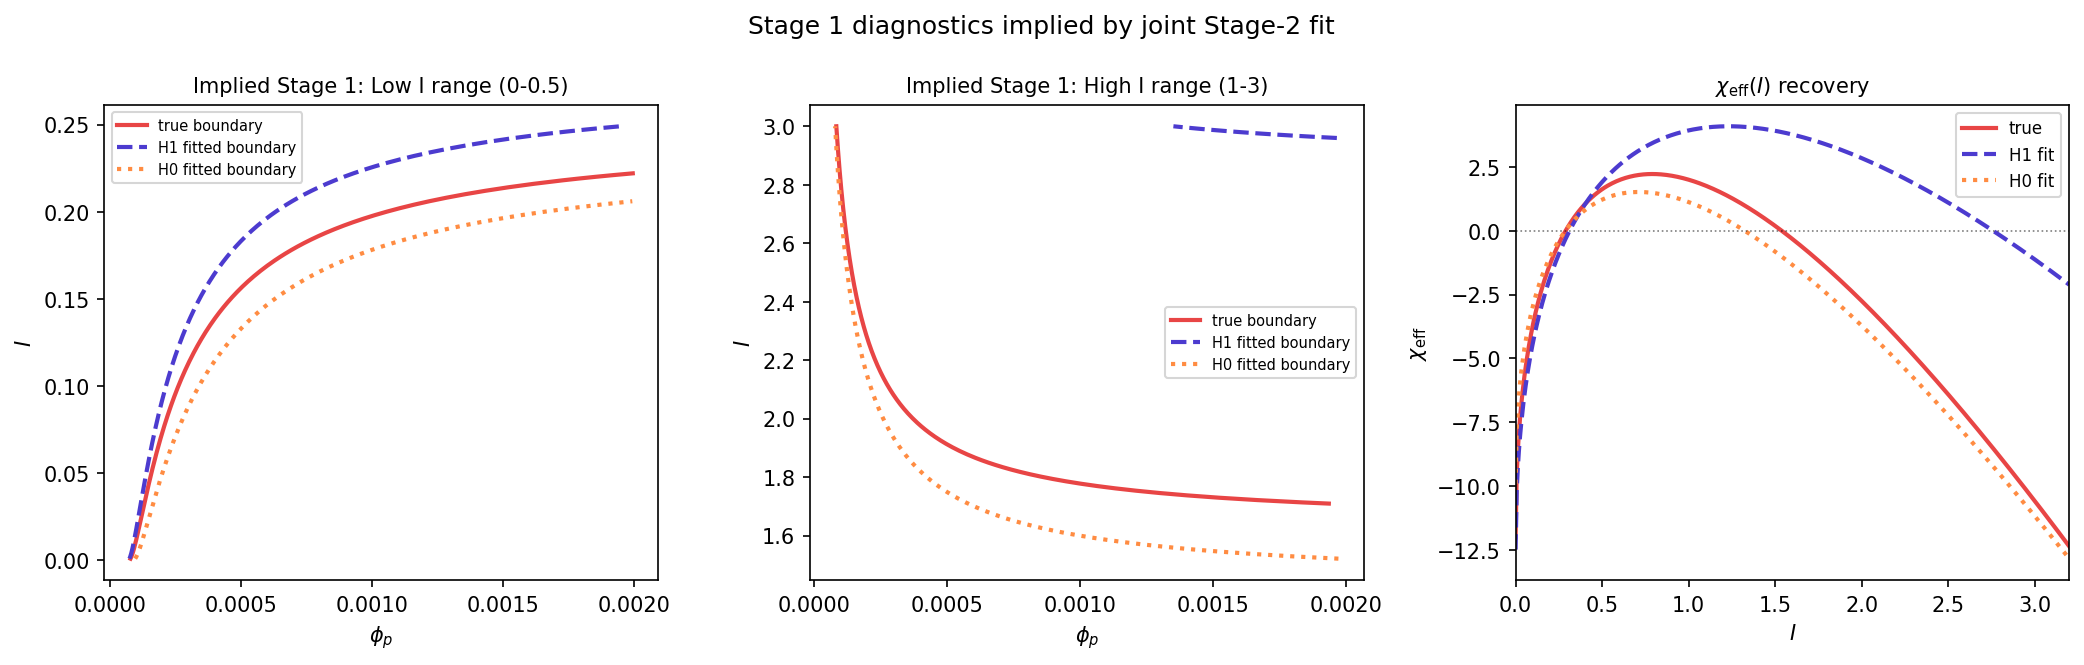 Stage 1 diagnostics implied by joint Stage-2 fit
Implied Stage 1: Low I range (0-0.5)
0.25
0.20
0.15
0.10
0.05
0.00
I
true boundary
H1 fitted boundary
H0 fitted boundary
0.0000 0.0005 0.0010 0.0015 0.0020
ϕp
Implied Stage 1: High I range (1-3)
3.0
2.8
2.6
2.4
2.2
2.0
1.8
1.6
I
true boundary
H1 fitted boundary
H0 fitted boundary
0.0000 0.0005 0.0010 0.0015 0.0020
ϕp
χeff(I) recovery
2.5
0.0
−2.5
−5.0
−7.5
−10.0
−12.5
χeff
true
H1 fit
H0 fit
0.0 0.5 1.0 1.5 2.0 2.5 3.0
I